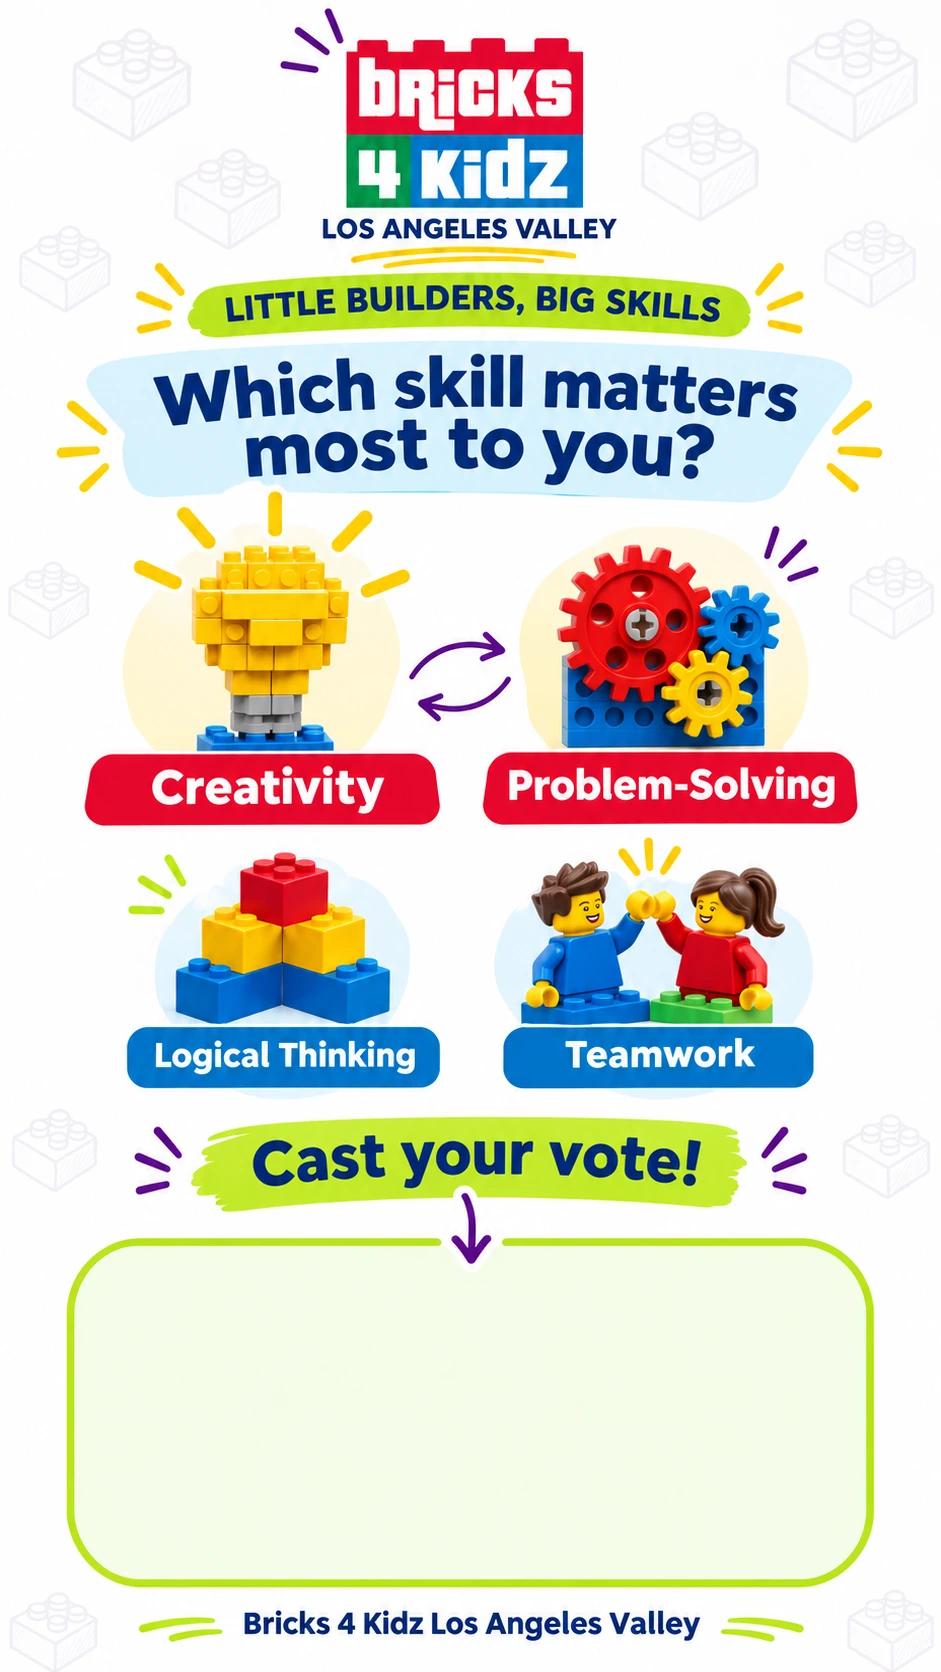 bRiCKS
4 Kidz
LOS ANGELES VALLEY
LITTLE BUILDERS, BIG SKILLS
Which skill matters
most to you?
Creativity
Problem-Solving
Logical Thinking
Teamwork
Cast your vote!
Bricks 4 Kidz Los Angeles Valley